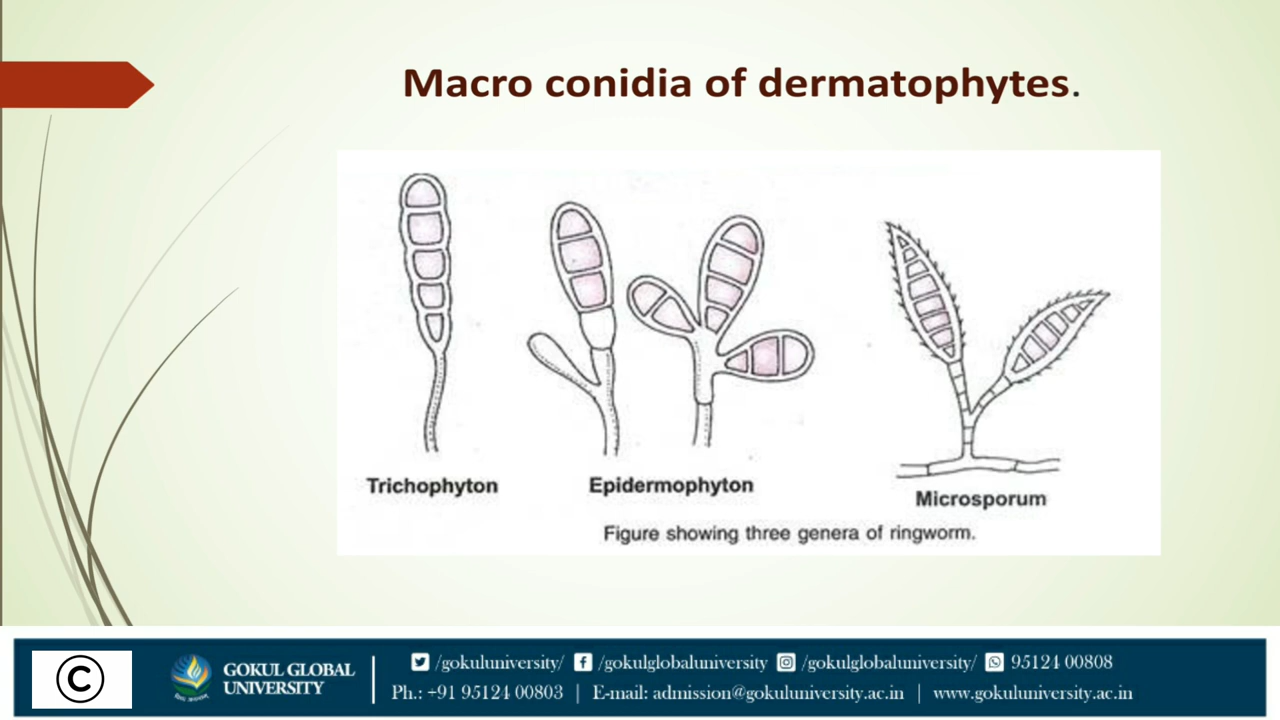 Macro conidia of dermatophytes.
Trichophyton
Epidermophyton
Microsporum
Figure showing three genera of ringworm.
©
GOKUL GLOBAL
UNIVERSITY
/gokuluniversity/ /gokulglobaluniversity /gokulglobaluniversity/ 95124 00808
Ph.: +91 95124 00803 | E-mail: admission@gokuluniversity.ac.in | www.gokuluniversity.ac.in